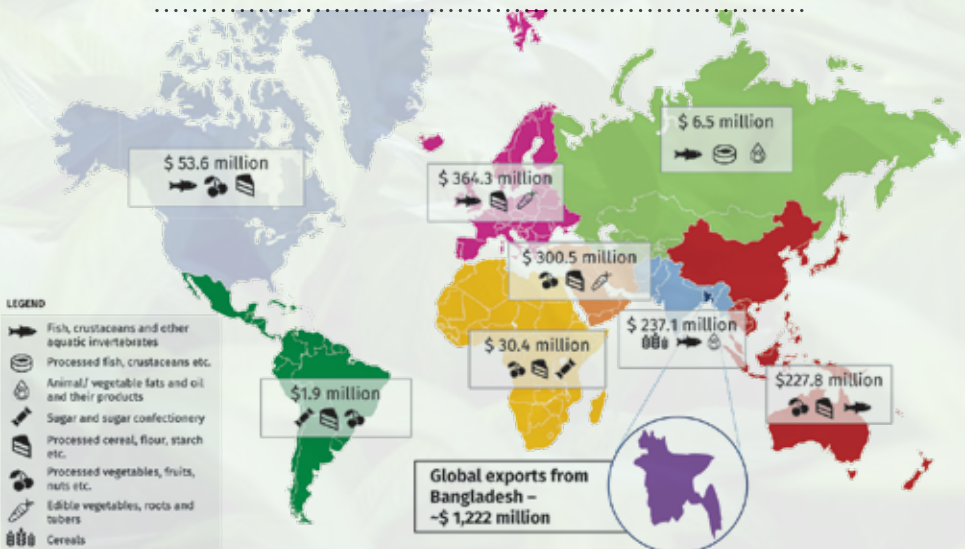 $ 53.6 million
$ 6.5 million
$ 364.3 million
$ 300.5 million
$ 237.1 million
$ 30.4 million
$1.9 million
$227.8 million
LEGEND
Fish, crustaceans and other
aquatic invertebrates
Processed fish, crustaceans etc.
Animal/ vegetable fats and oil
and their products
Sugar and sugar confectionery
Processed cereal, flour, starch
etc.
Processed vegetables, fruits,
nuts etc.
Edible vegetables, roots and
tubers
Cereals
Global exports from
Bangladesh –
~$ 1,222 million